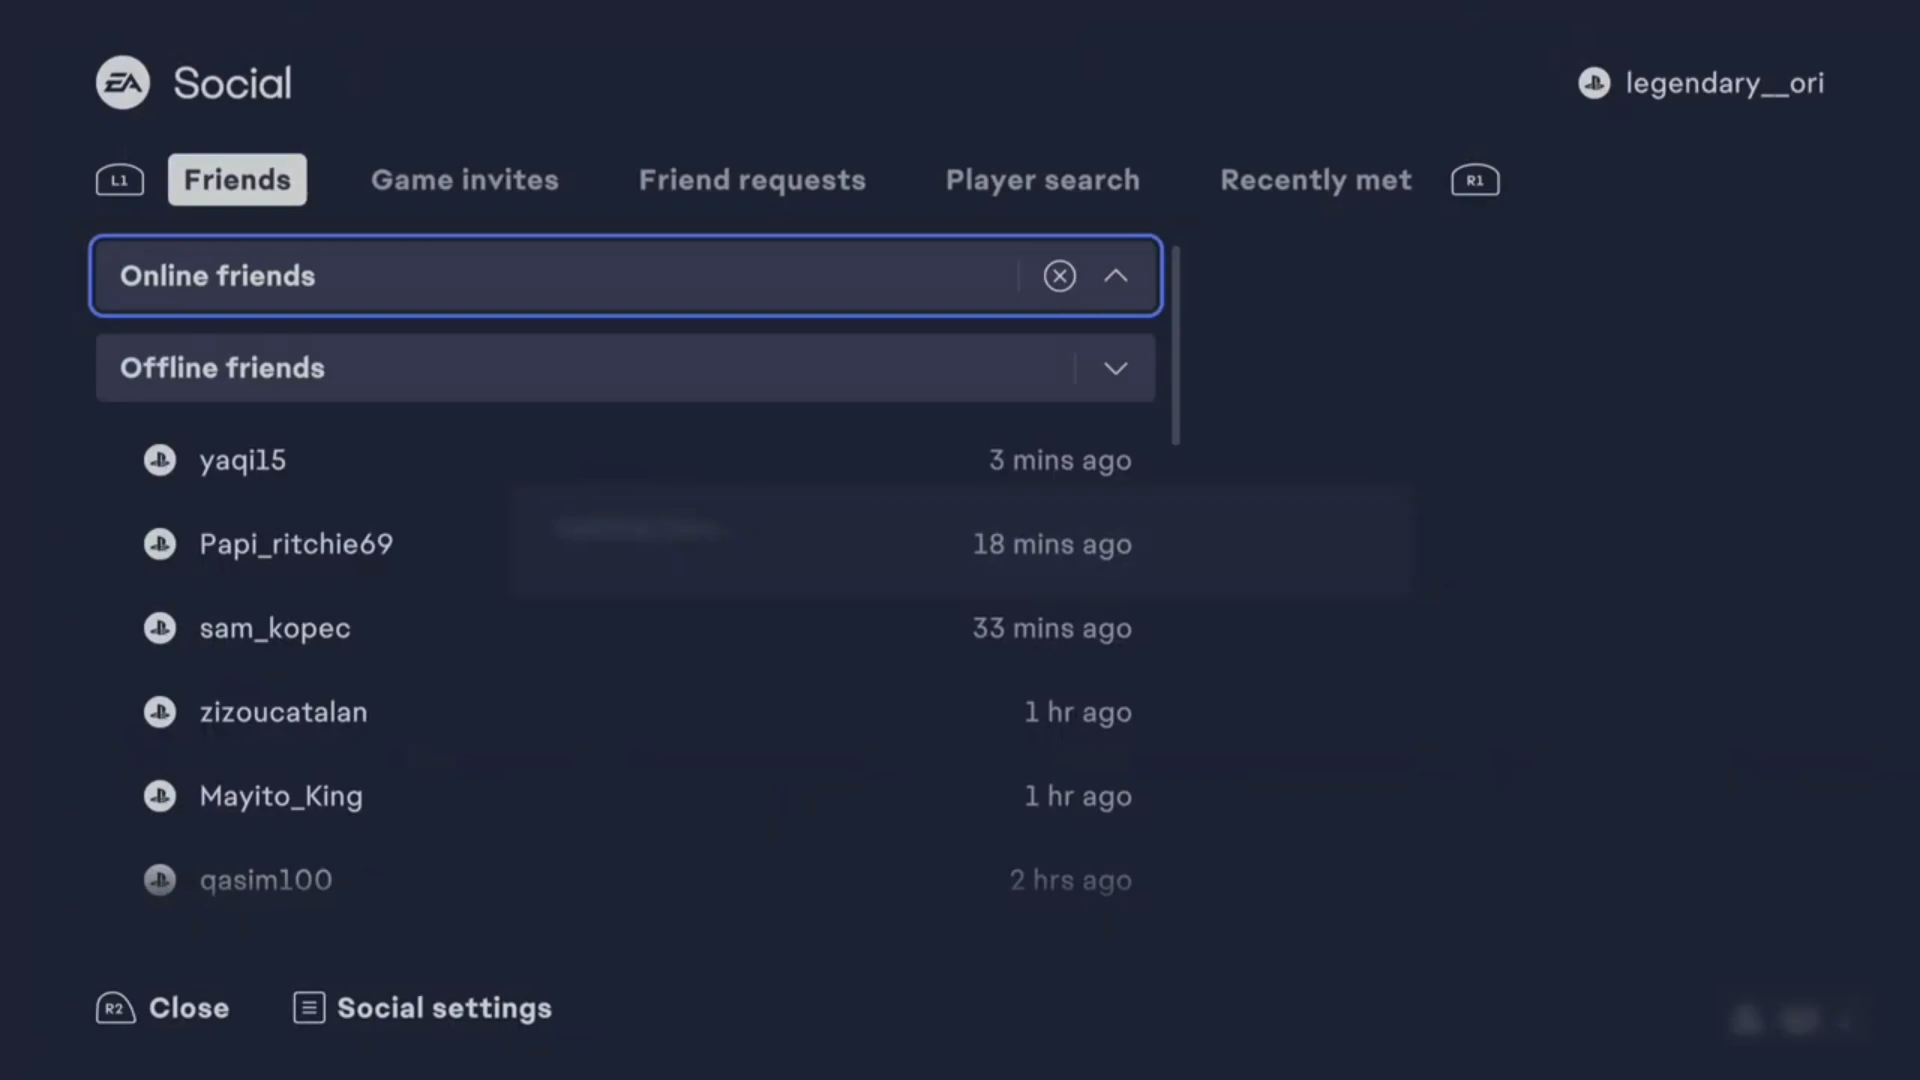 EA Social
legendary__ori
L1 Friends Game invites Friend requests Player search Recently met R1
Online friends
Offline friends
yaqi15 3 mins ago
Papi_ritchie69 18 mins ago
sam_kopec 33 mins ago
zizoucatalan 1 hr ago
Mayito_King 1 hr ago
qasim100 2 hrs ago
R2 Close Social settings